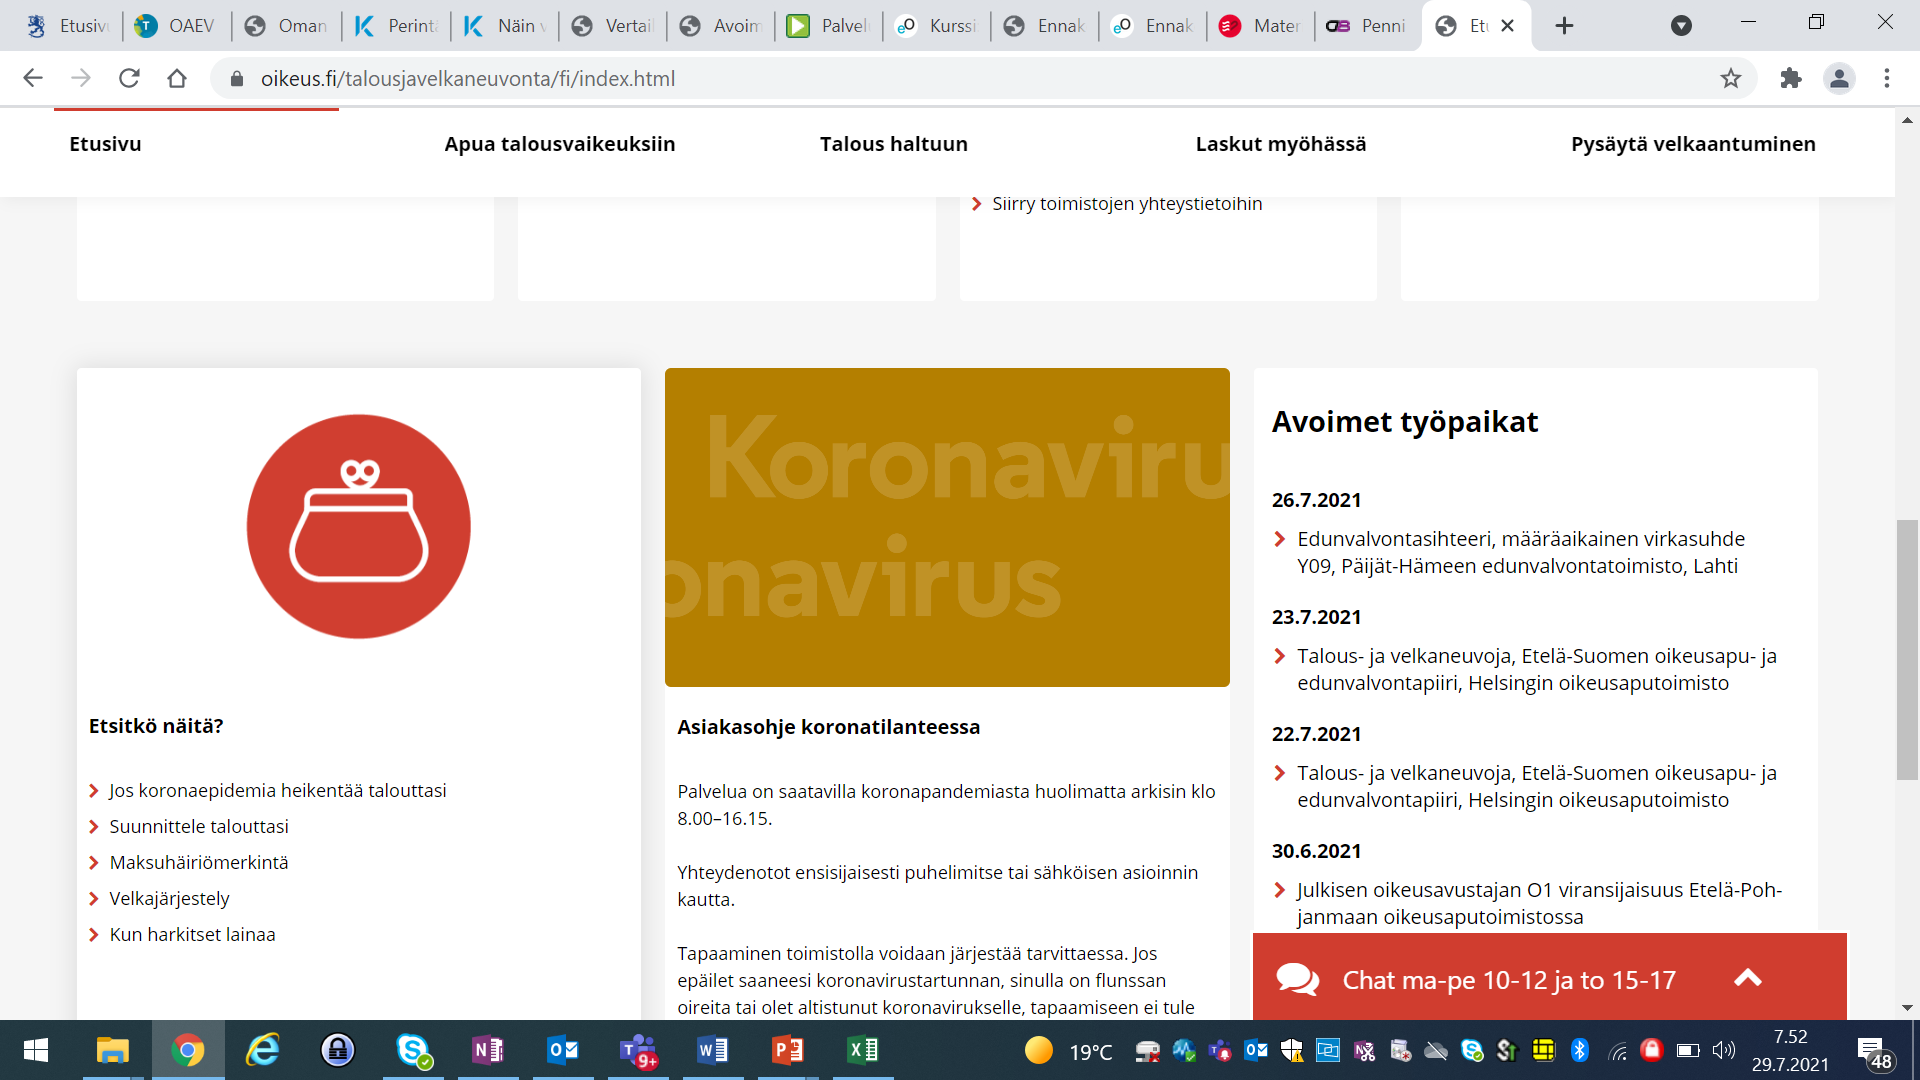 Etusivu
OAEV
Oman
Perintä
Näin v
Vertail
Avoim
Palvel
Kurssi
Ennak
Ennak
Mater
Penni
Etu
oikeus.fi/talousjavelkaneuvonta/fi/index.html
Etusivu
Apua talousvaikeuksiin
Talous haltuun
Laskut myöhässä
Pysäytä velkaantuminen
Siirry toimistojen yhteystietoihin
Etsitkö näitä?
Jos koronaepidemia heikentää talouttasi
Suunnittele talouttasi
Maksuhäiriömerkintä
Velkajärjestely
Kun harkitset lainaa
Koronaviru
onavirus
Asiakasohje koronatilanteessa
Palvelua on saatavilla koronapandemiasta huolimatta arkisin klo
8.00–16.15.
Yhteydenotot ensisijaisesti puhelimitse tai sähköisen asioinnin
kautta.
Tapaaminen toimistolla voidaan järjestää tarvittaessa. Jos
epäilet saaneesi koronavirustartunnan, sinulla on flunssan
oireita tai olet altistunut koronavirukselle, tapaamiseen ei tule
Avoimet työpaikat
26.7.2021
Edunvalvontasihteeri, määräaikainen virkasuhde
Y09, Päijät-Hämeen edunvalvontatoimisto, Lahti
23.7.2021
Talous- ja velkaneuvoja, Etelä-Suomen oikeusapu- ja
edunvalvontapiiri, Helsingin oikeusaputoimisto
22.7.2021
Talous- ja velkaneuvoja, Etelä-Suomen oikeusapu- ja
edunvalvontapiiri, Helsingin oikeusaputoimisto
30.6.2021
Julkisen oikeusavustajan O1 viransijaisuus Etelä-Poh-
janmaan oikeusaputoimistossa
Chat ma-pe 10-12 ja to 15-17
9+
19°C
7.52
29.7.2021
48